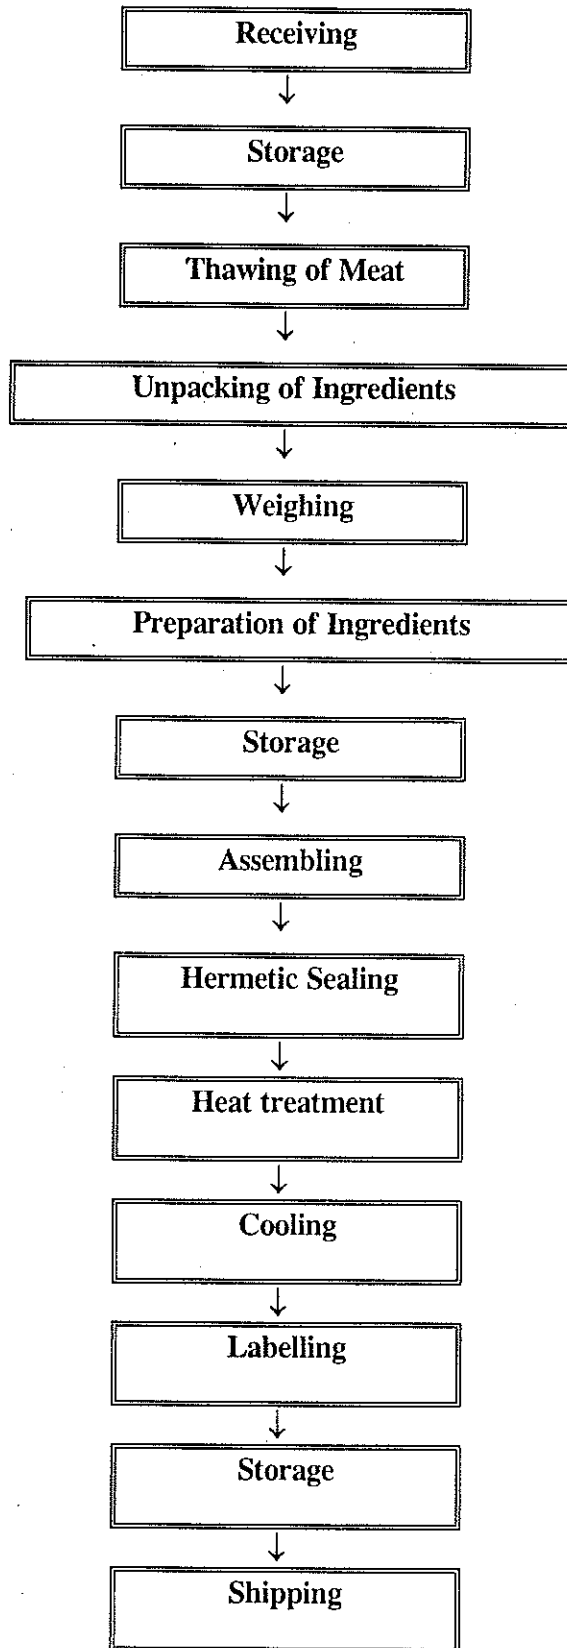 Receiving
Storage
Thawing of Meat
Unpacking of Ingredients
Weighing
Preparation of Ingredients
Storage
Assembling
Hermetic Sealing
Heat treatment
Cooling
Labelling
Storage
Shipping